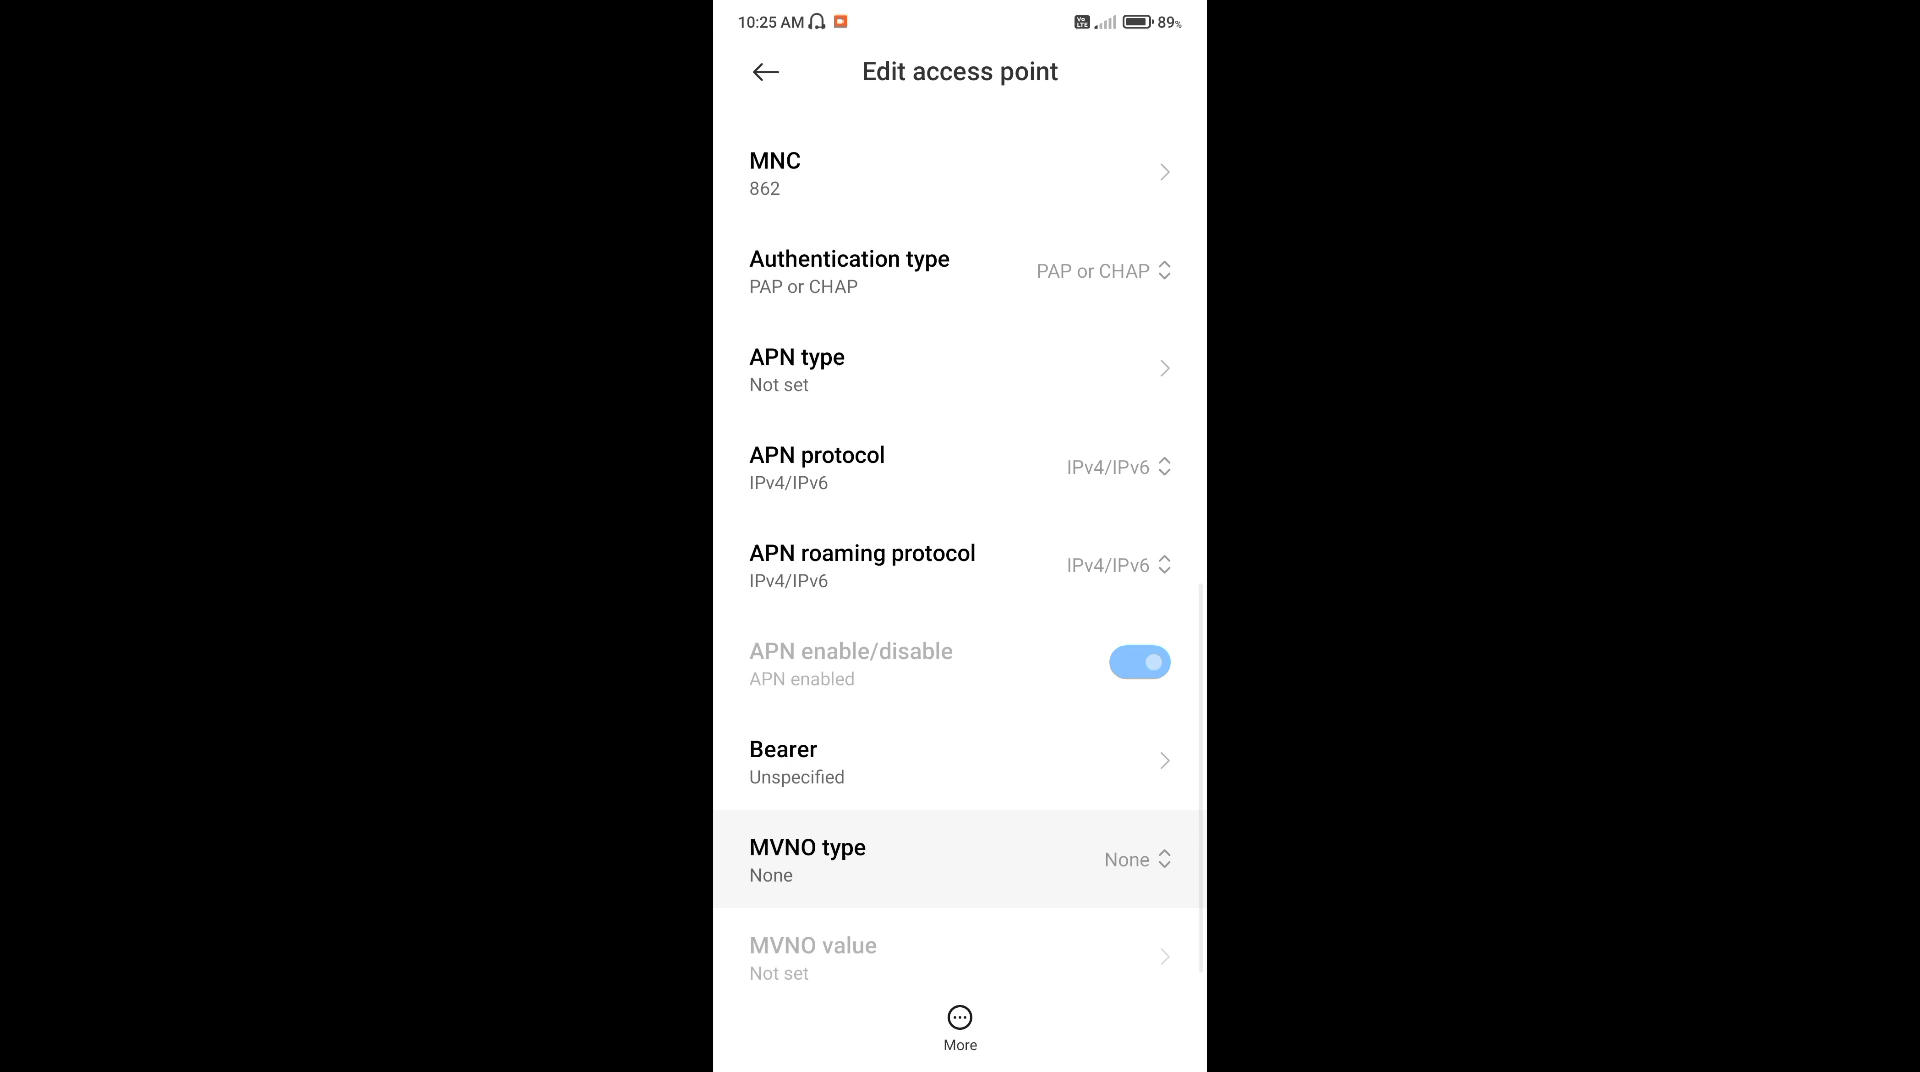 10:25 AM
Vo
LTE
89%
Edit access point
MNC
862
Authentication type
PAP or CHAP
PAP or CHAP
APN type
Not set
APN protocol
IPv4/IPv6
IPv4/IPv6
APN roaming protocol
IPv4/IPv6
IPv4/IPv6
APN enable/disable
APN enabled
Bearer
Unspecified
MVNO type
None
None
MVNO value
Not set
More